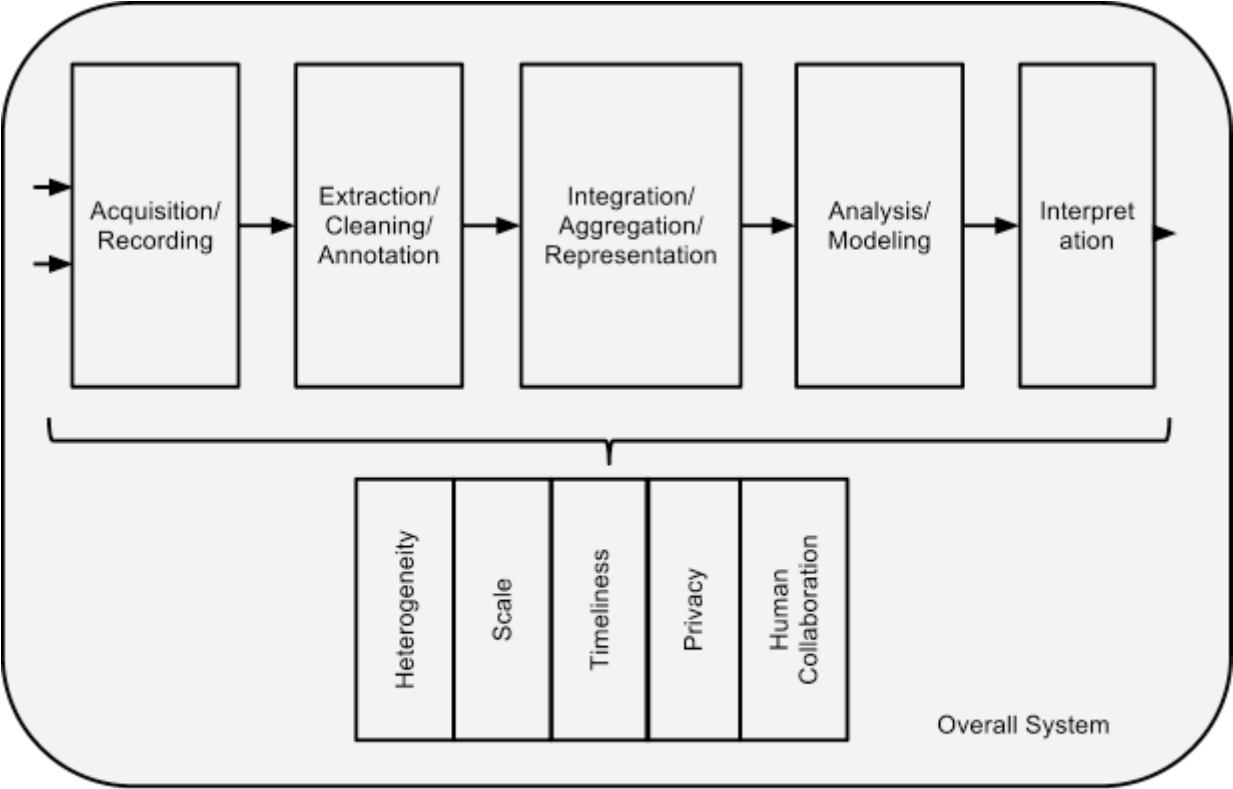 Acquisition/
Recording
Extraction/
Cleaning/
Annotation
Integration/
Aggregation/
Representation
Analysis/
Modeling
Interpret
ation
Heterogeneity
Scale
Timeliness
Privacy
Human
Collaboration
Overall System